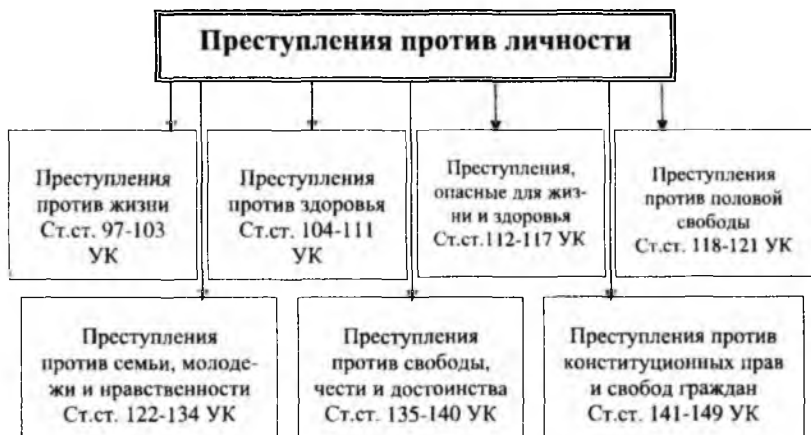 Преступления против личности
Преступления
против жизни
Ст.ст. 97-103
УК
Преступления
против здоровья
Ст.ст. 104-111
УК
Преступления,
опасные для жиз-
ни и здоровья
Ст.ст.112-117УК
Преступления
против половой
свободы
Ст.ст. 118-121 УК
Преступления
против семьи, молоде-
жи и нравственности
Ст.ст. 122-134 УК
Преступления
против свободы,
чести и достоинства
Ст.ст. 135-140 УК
Преступления против
конституционных прав
и свобод граждан
Ст.ст. 141-149 УК